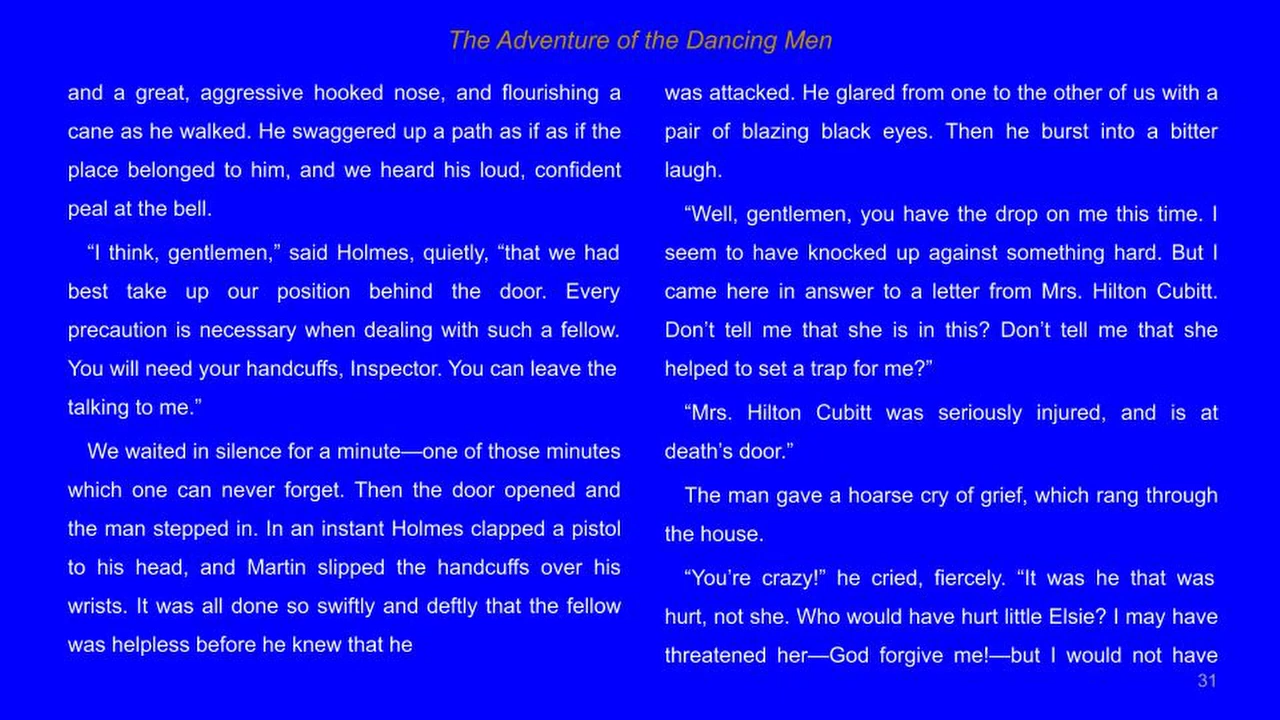 The Adventure of the Dancing Men
and a great, aggressive hooked nose, and flourishing a
cane as he walked. He swaggered up a path as if as if the
place belonged to him, and we heard his loud, confident
peal at the bell.
“I think, gentlemen,” said Holmes, quietly, “that we had
best take up our position behind the door. Every
precaution is necessary when dealing with such a fellow.
You will need your handcuffs, Inspector. You can leave the
talking to me.”
We waited in silence for a minute—one of those minutes
which one can never forget. Then the door opened and
the man stepped in. In an instant Holmes clapped a pistol
to his head, and Martin slipped the handcuffs over his
wrists. It was all done so swiftly and deftly that the fellow
was helpless before he knew that he
was attacked. He glared from one to the other of us with a
pair of blazing black eyes. Then he burst into a bitter
laugh.
“Well, gentlemen, you have the drop on me this time. I
seem to have knocked up against something hard. But I
came here in answer to a letter from Mrs. Hilton Cubitt.
Don’t tell me that she is in this? Don’t tell me that she
helped to set a trap for me?”
“Mrs. Hilton Cubitt was seriously injured, and is at
death’s door.”
The man gave a hoarse cry of grief, which rang through
the house.
“You’re crazy!” he cried, fiercely. “It was he that was
hurt, not she. Who would have hurt little Elsie? I may have
threatened her—God forgive me!—but I would not have
31